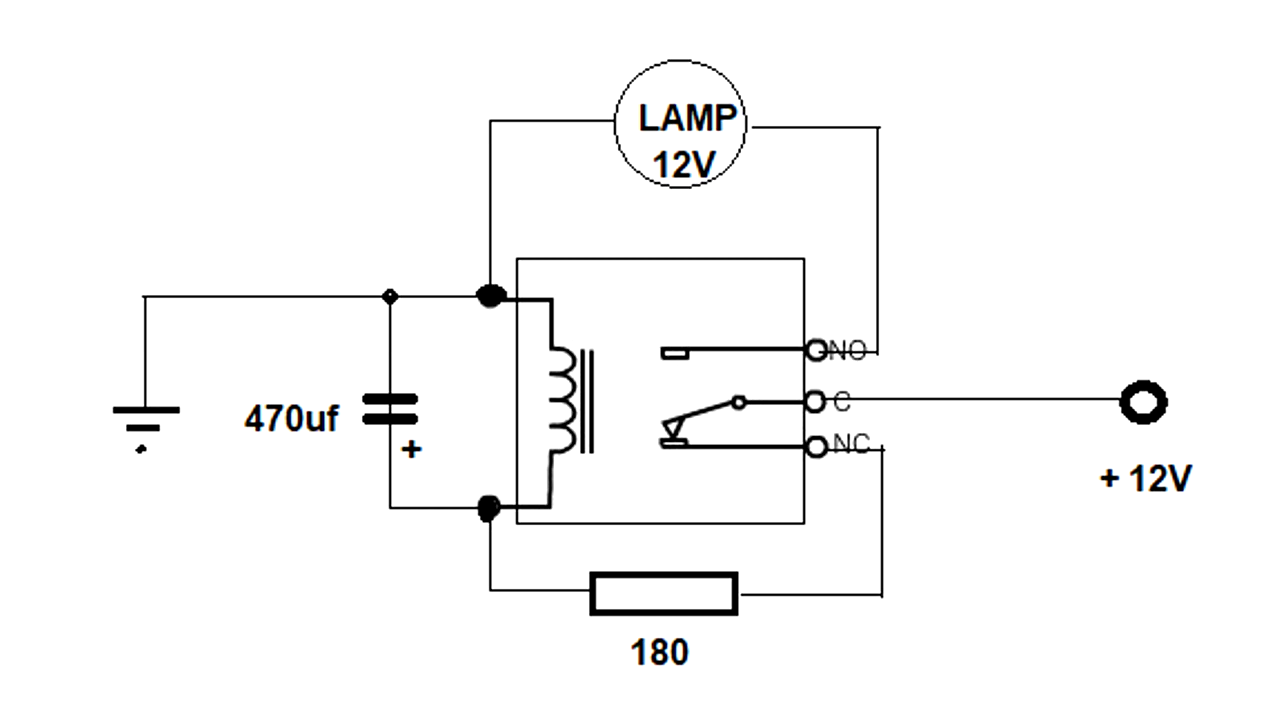 LAMP
12V
NO
C
470uf
+
NC
+ 12V
180